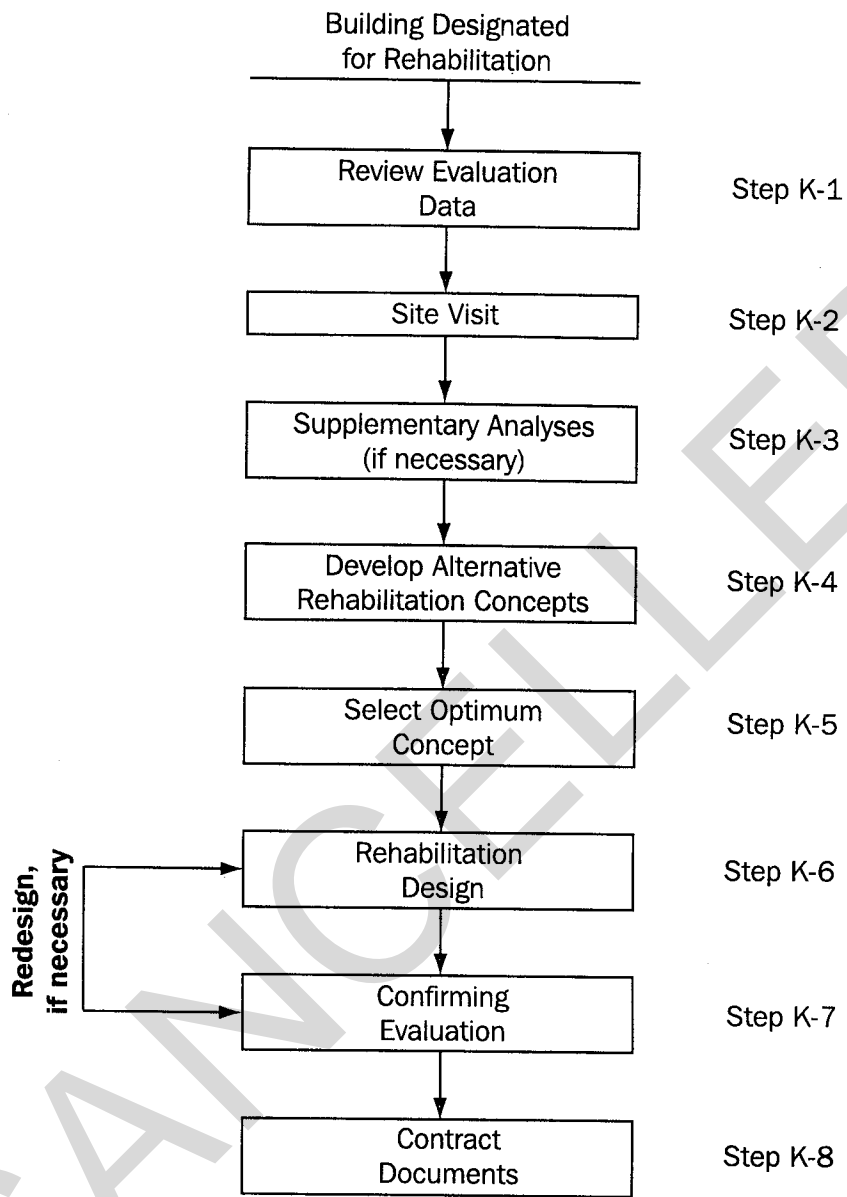 Building Designated
for Rehabilitation
Review Evaluation
Data
Step K-1
Site Visit
Step K-2
Supplementary Analyses
(if necessary)
Step K-3
Develop Alternative
Rehabilitation Concepts
Step K-4
Select Optimum
Concept
Step K-5
Rehabilitation
Design
Step K-6
Redesign,
if necessary
Confirming
Evaluation
Step K-7
Contract
Documents
Step K-8
CANCELLED